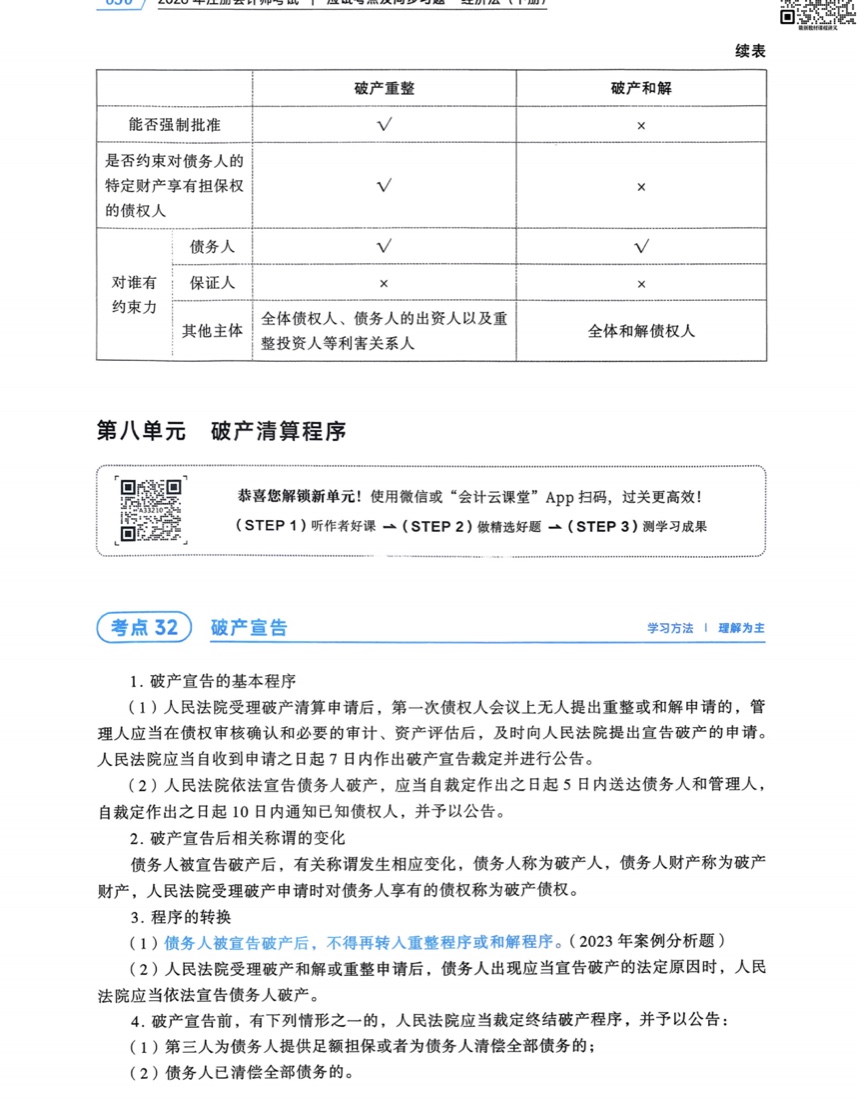 续表
破产重整 破产和解
能否强制批准 √ ×
是否约束对债务人的
特定财产享有担保权
的债权人
√ ×
对谁有
约束力
债务人 √ √
保证人 × ×
其他主体
全体债权人、债务人的出资人以及重
整投资人等利害关系人
全体和解债权人
第八单元 破产清算程序
恭喜您解锁新单元！使用微信或“会计云课堂”App 扫码，过关更高效！
（STEP 1）听作者好课 ⇀（STEP 2）做精选好题 ⇀（STEP 3）测学习成果
考点 32 破产宣告 学习方法 | 理解为主
1. 破产宣告的基本程序
（1）人民法院受理破产清算申请后，第一次债权人会议上无人提出重整或和解申请的，管
理人应当在债权审核确认和必要的审计、资产评估后，及时向人民法院提出宣告破产的申请。
人民法院应当自收到申请之日起 7 日内作出破产宣告裁定并进行公告。
（2）人民法院依法宣告债务人破产，应当自裁定作出之日起 5 日内送达债务人和管理人，
自裁定作出之日起 10 日内通知已知债权人，并予以公告。
2. 破产宣告后相关称谓的变化
债务人被宣告破产后，有关称谓发生相应变化，债务人称为破产人，债务人财产称为破产
财产，人民法院受理破产申请时对债务人享有的债权称为破产债权。
3. 程序的转换
（1）债务人被宣告破产后，不得再转入重整程序或和解程序。（2023 年案例分析题）
（2）人民法院受理破产和解或重整申请后，债务人出现应当宣告破产的法定原因时，人民
法院应当依法宣告债务人破产。
4. 破产宣告前，有下列情形之一的，人民法院应当裁定终结破产程序，并予以公告：
（1）第三人为债务人提供足额担保或者为债务人清偿全部债务的；
（2）债务人已清偿全部债务的。